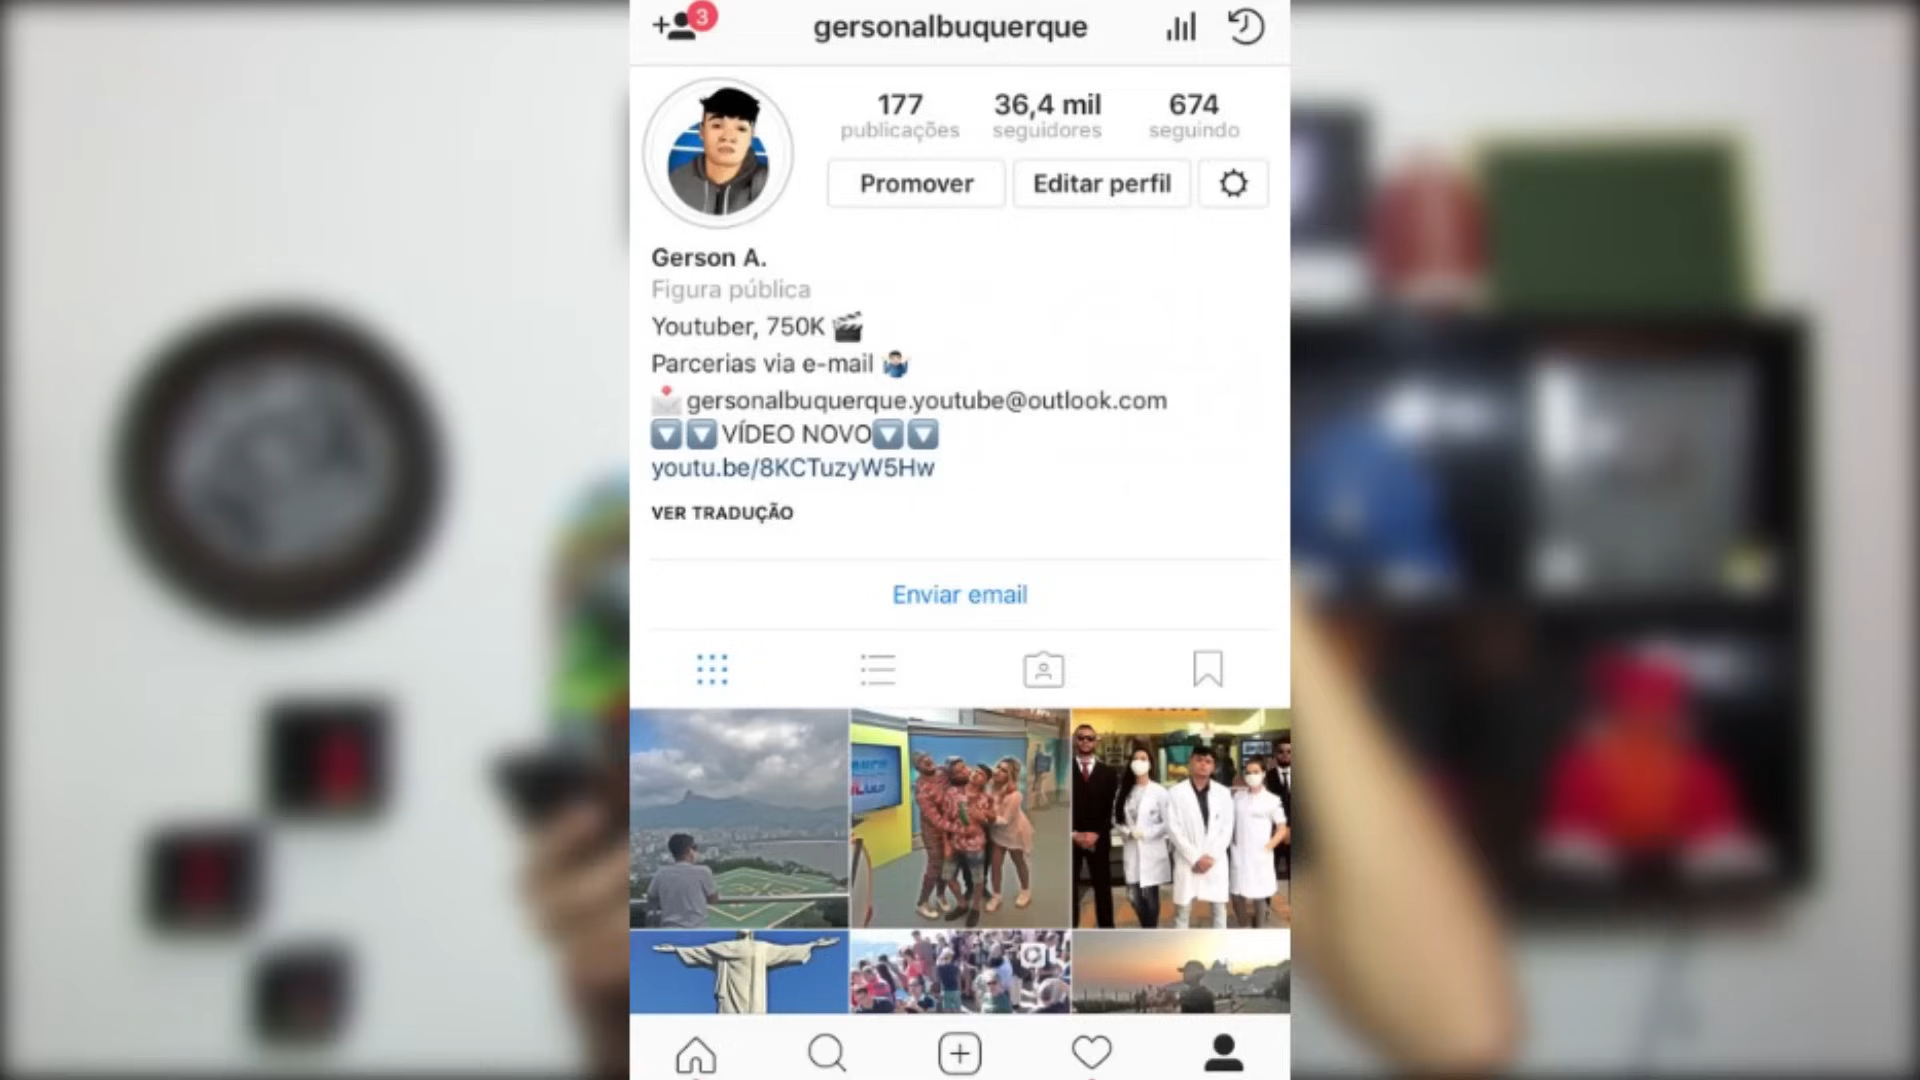 3
gersonalbuquerque
177 36,4 mil 674
publicações seguidores seguindo
Promover Editar perfil
Gerson A.
Figura pública
Youtuber, 750K 🎬
Parcerias via e-mail 🤷🏻‍♂️
📩 gersonalbuquerque.youtube@outlook.com
🔽🔽VÍDEO NOVO🔽🔽
youtu.be/8KCTuzyW5Hw
VER TRADUÇÃO
Enviar email